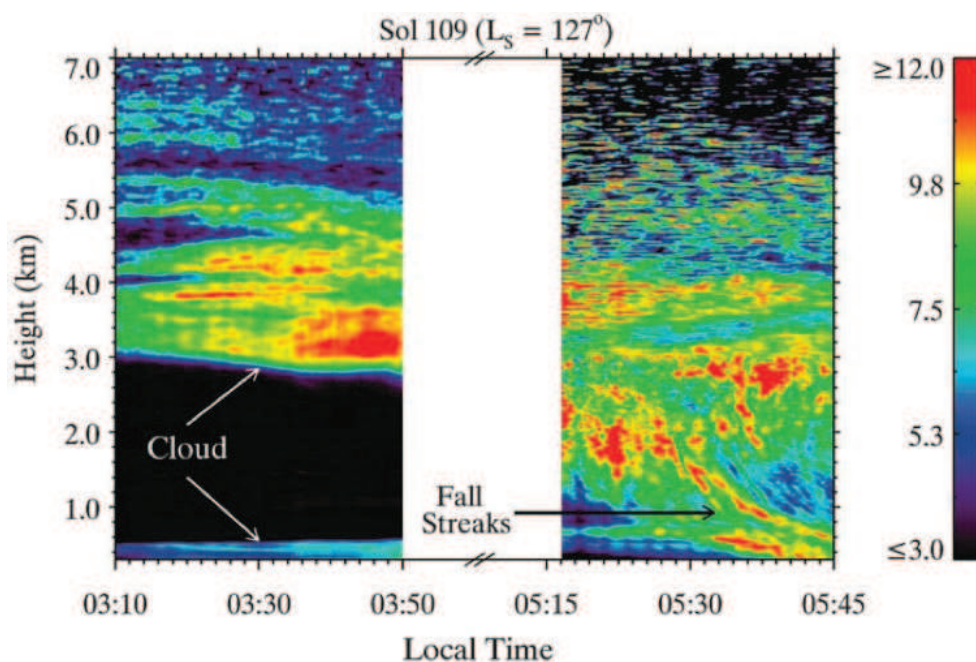 Sol 109 (L_S = 127°)
7.0
6.0
5.0
4.0
3.0
2.0
1.0
Height (km)
Cloud
Fall
Streaks
03:10 03:30 03:50 05:15 05:30 05:45
Local Time
≥12.0
9.8
7.5
5.3
≤3.0